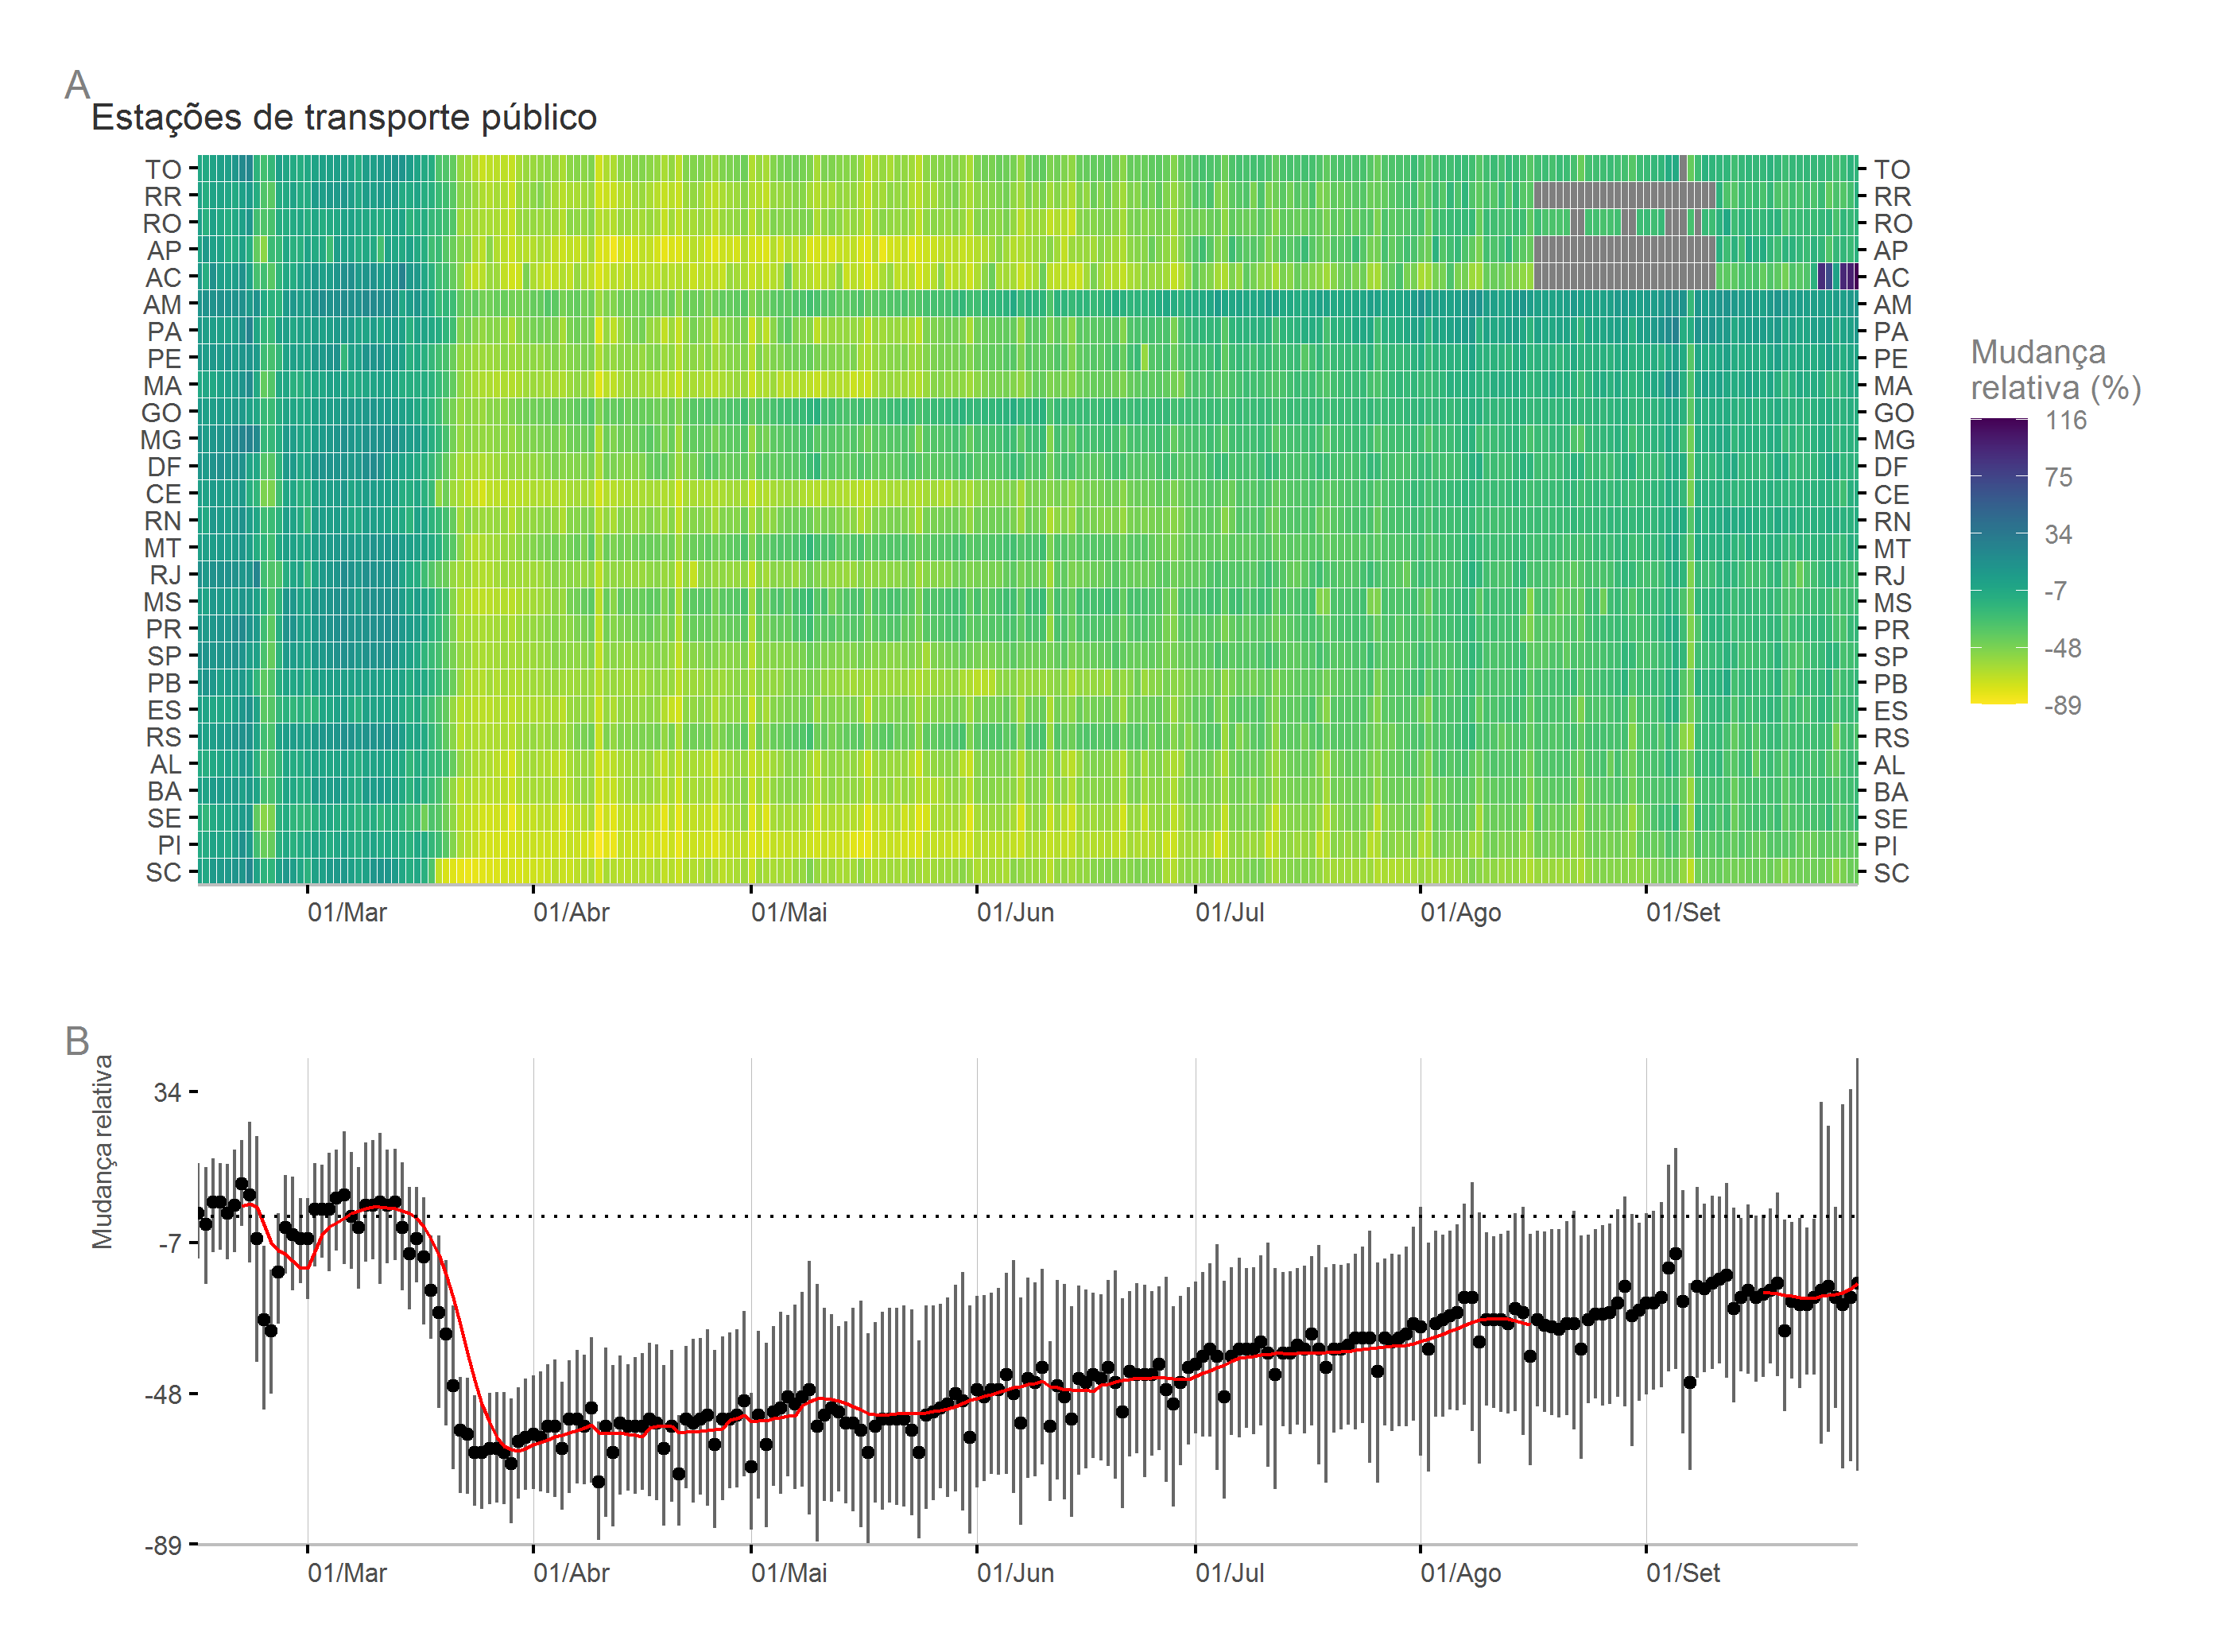 A
Estações de transporte público
TO
RR
RO
AP
AC
AM
PA
PE
MA
GO
MG
DF
CE
RN
MT
RJ
MS
PR
SP
PB
ES
RS
AL
BA
SE
PI
SC
TO
RR
RO
AP
AC
AM
PA
PE
MA
GO
MG
DF
CE
RN
MT
RJ
MS
PR
SP
PB
ES
RS
AL
BA
SE
PI
SC
01/Mar 01/Abr 01/Mai 01/Jun 01/Jul 01/Ago 01/Set
Mudança
relativa (%)
116
75
34
-7
-48
-89
B
Mudança relativa
34
-7
-48
-89
01/Mar 01/Abr 01/Mai 01/Jun 01/Jul 01/Ago 01/Set